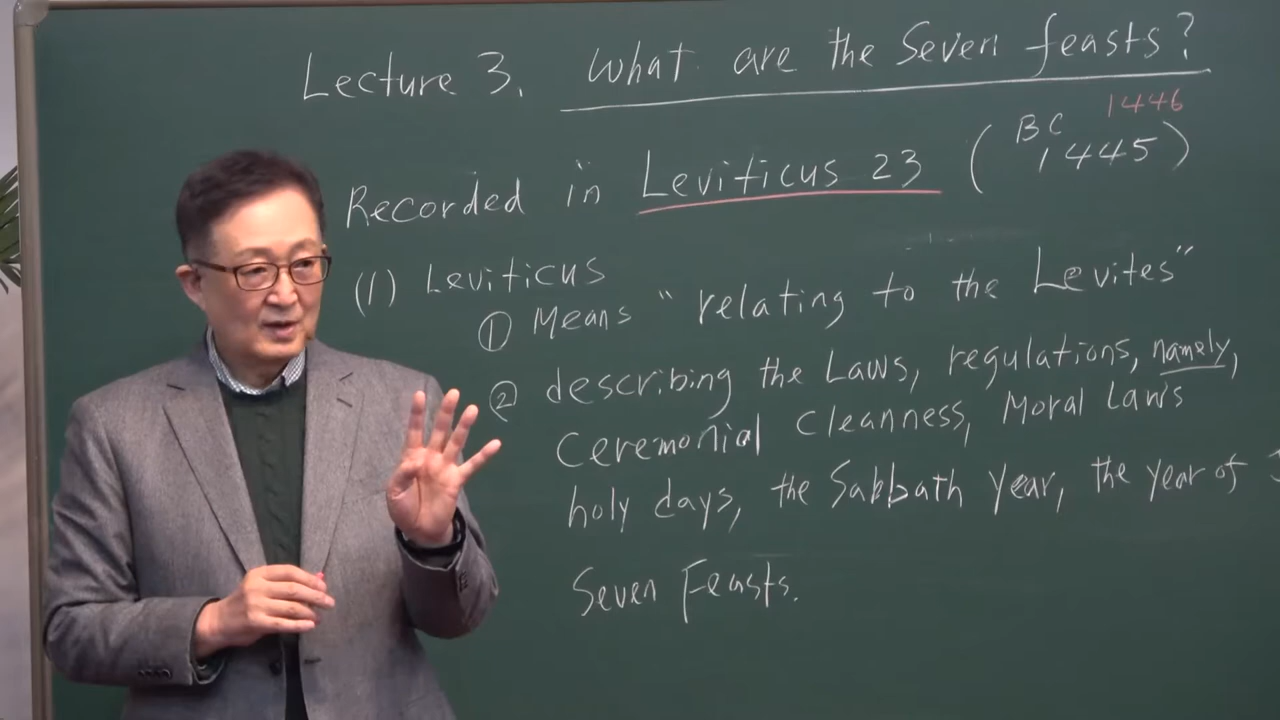 Lecture 3. What are the Seven feasts?
1446
Recorded in Leviticus 23 (BC 1445)
(1) Leviticus
① Means "relating to the Levites"
② describing the Laws, regulations, namely,
Ceremonial Cleanness, Moral Laws
holy days, the Sabbath Year, the year of
Seven Feasts.